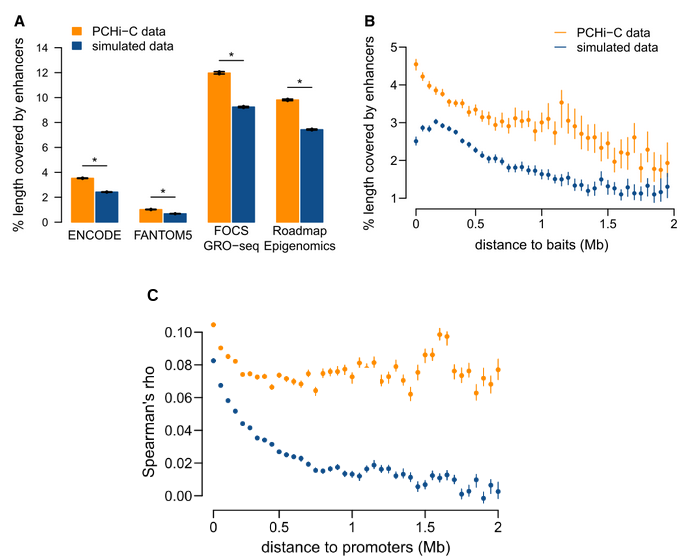 A
PCHi−C data
simulated data
% length covered by enhancers
14
12
10
8
6
4
2
0
*
*
*
*
ENCODE
FANTOM5
FOCS
GRO−seq
Roadmap
Epigenomics
B
PCHi−C data
simulated data
% length covered by enhancers
5
4
3
2
1
0
0.5
1
1.5
2
distance to baits (Mb)
C
Spearman's rho
0.10
0.08
0.06
0.04
0.02
0.00
0
0.5
1
1.5
2
distance to promoters (Mb)